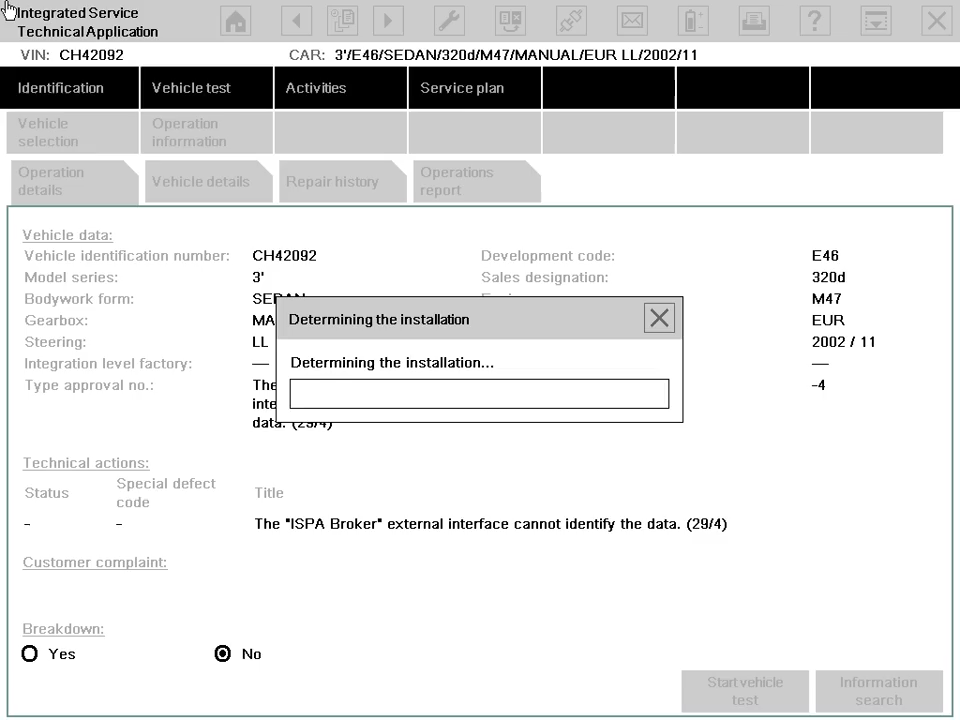 Integrated Service
Technical Application
VIN: CH42092 CAR: 3'/E46/SEDAN/320d/M47/MANUAL/EUR LL/2002/11
Identification Vehicle test Activities Service plan
Vehicle selection Operation information
Operation details Vehicle details Repair history Operations report
Vehicle data:
Vehicle identification number: CH42092 Development code: E46
Model series: 3' Sales designation: 320d
Bodywork form: M47
Gearbox: EUR
Steering: LL 2002 / 11
Integration level factory: — —
Type approval no.: The -4
data. (29/4)
Determining the installation
Determining the installation...
Technical actions:
Status Special defect code Title
- - The "ISPA Broker" external interface cannot identify the data. (29/4)
Customer complaint:
Breakdown:
Yes No
Start vehicle test Information search